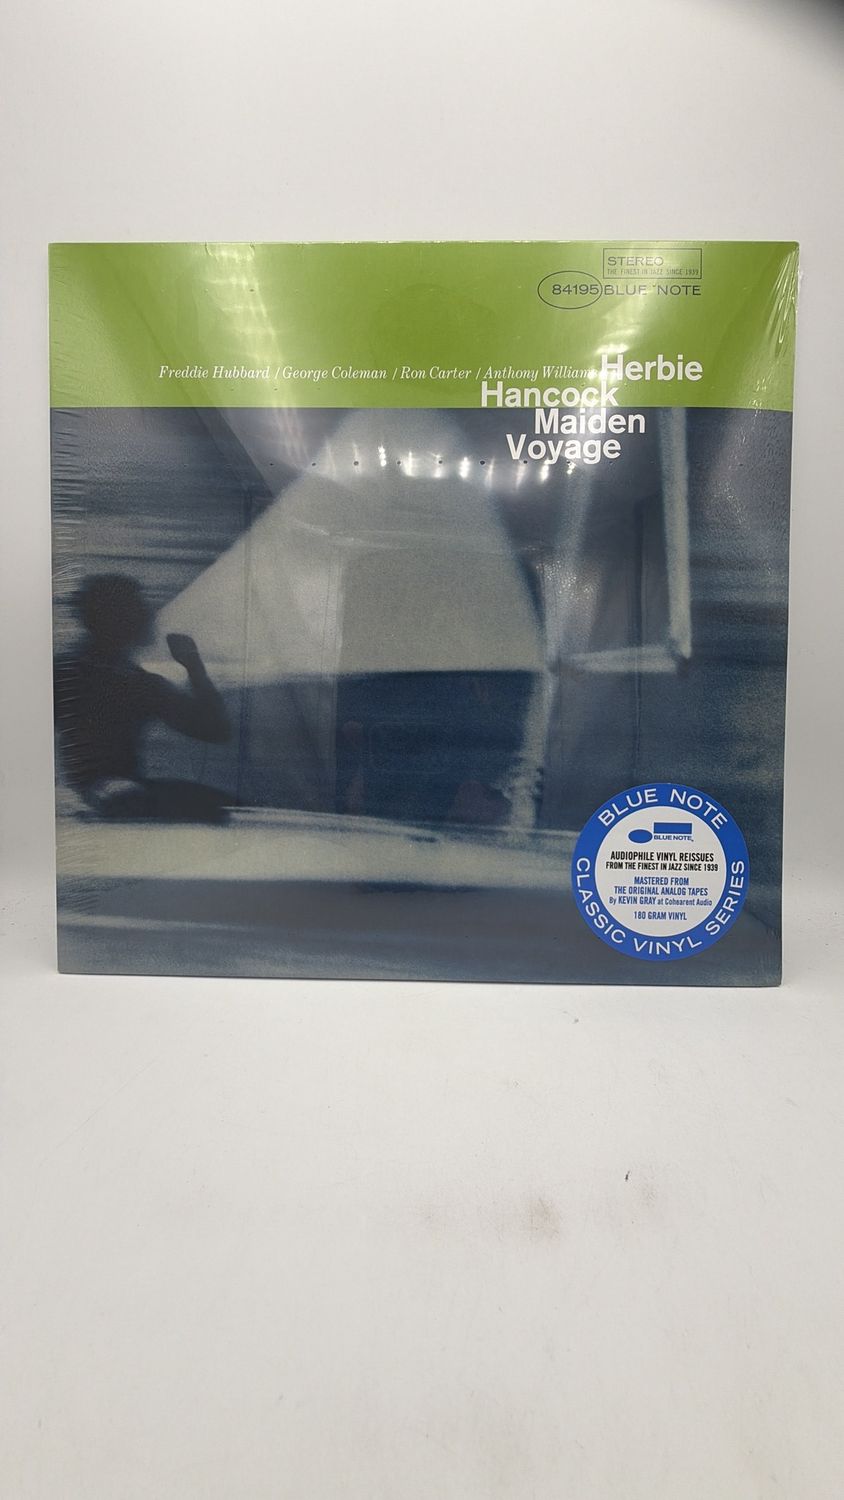 STEREO
THE FINEST IN JAZZ SINCE 1939
84195 BLUE NOTE
Freddie Hubbard / George Coleman / Ron Carter / Anthony Williams Herbie
Hancock
Maiden
Voyage
BLUE NOTE
BLUE NOTE
AUDIOPHILE VINYL REISSUES
FROM THE FINEST IN JAZZ SINCE 1939
MASTERED FROM
THE ORIGINAL ANALOG TAPES
By KEVIN GRAY at Cohearent Audio
180 GRAM VINYL
CLASSIC VINYL SERIES